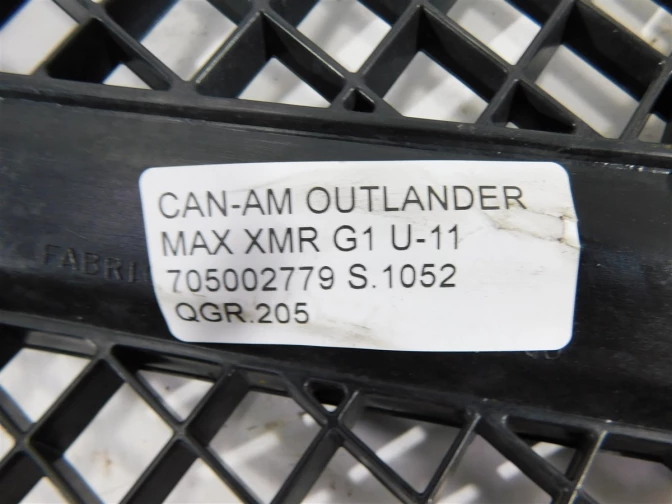 CAN-AM OUTLANDER
MAX XMR G1 U-11
705002779 S.1052
QGR.205